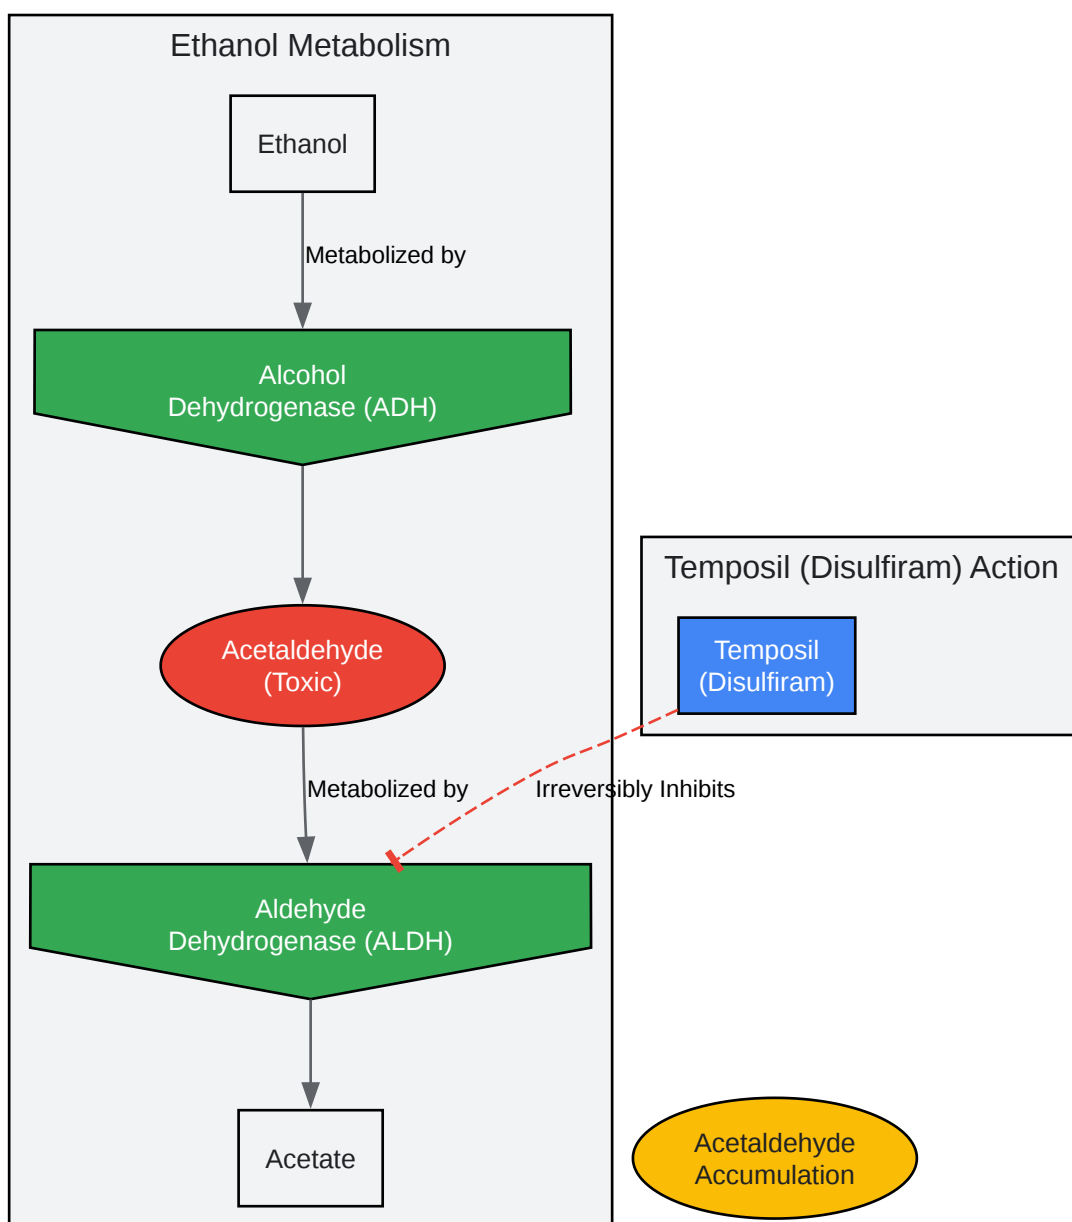 Ethanol Metabolism
Ethanol
Metabolized by
Alcohol
Dehydrogenase (ADH)
Temposil (Disulfiram) Action
Acetaldehyde
(Toxic)
Temposil
(Disulfiram)
Metabolized by
Irreversibly Inhibits
Aldehyde
Dehydrogenase (ALDH)
Acetate
Acetaldehyde
Accumulation